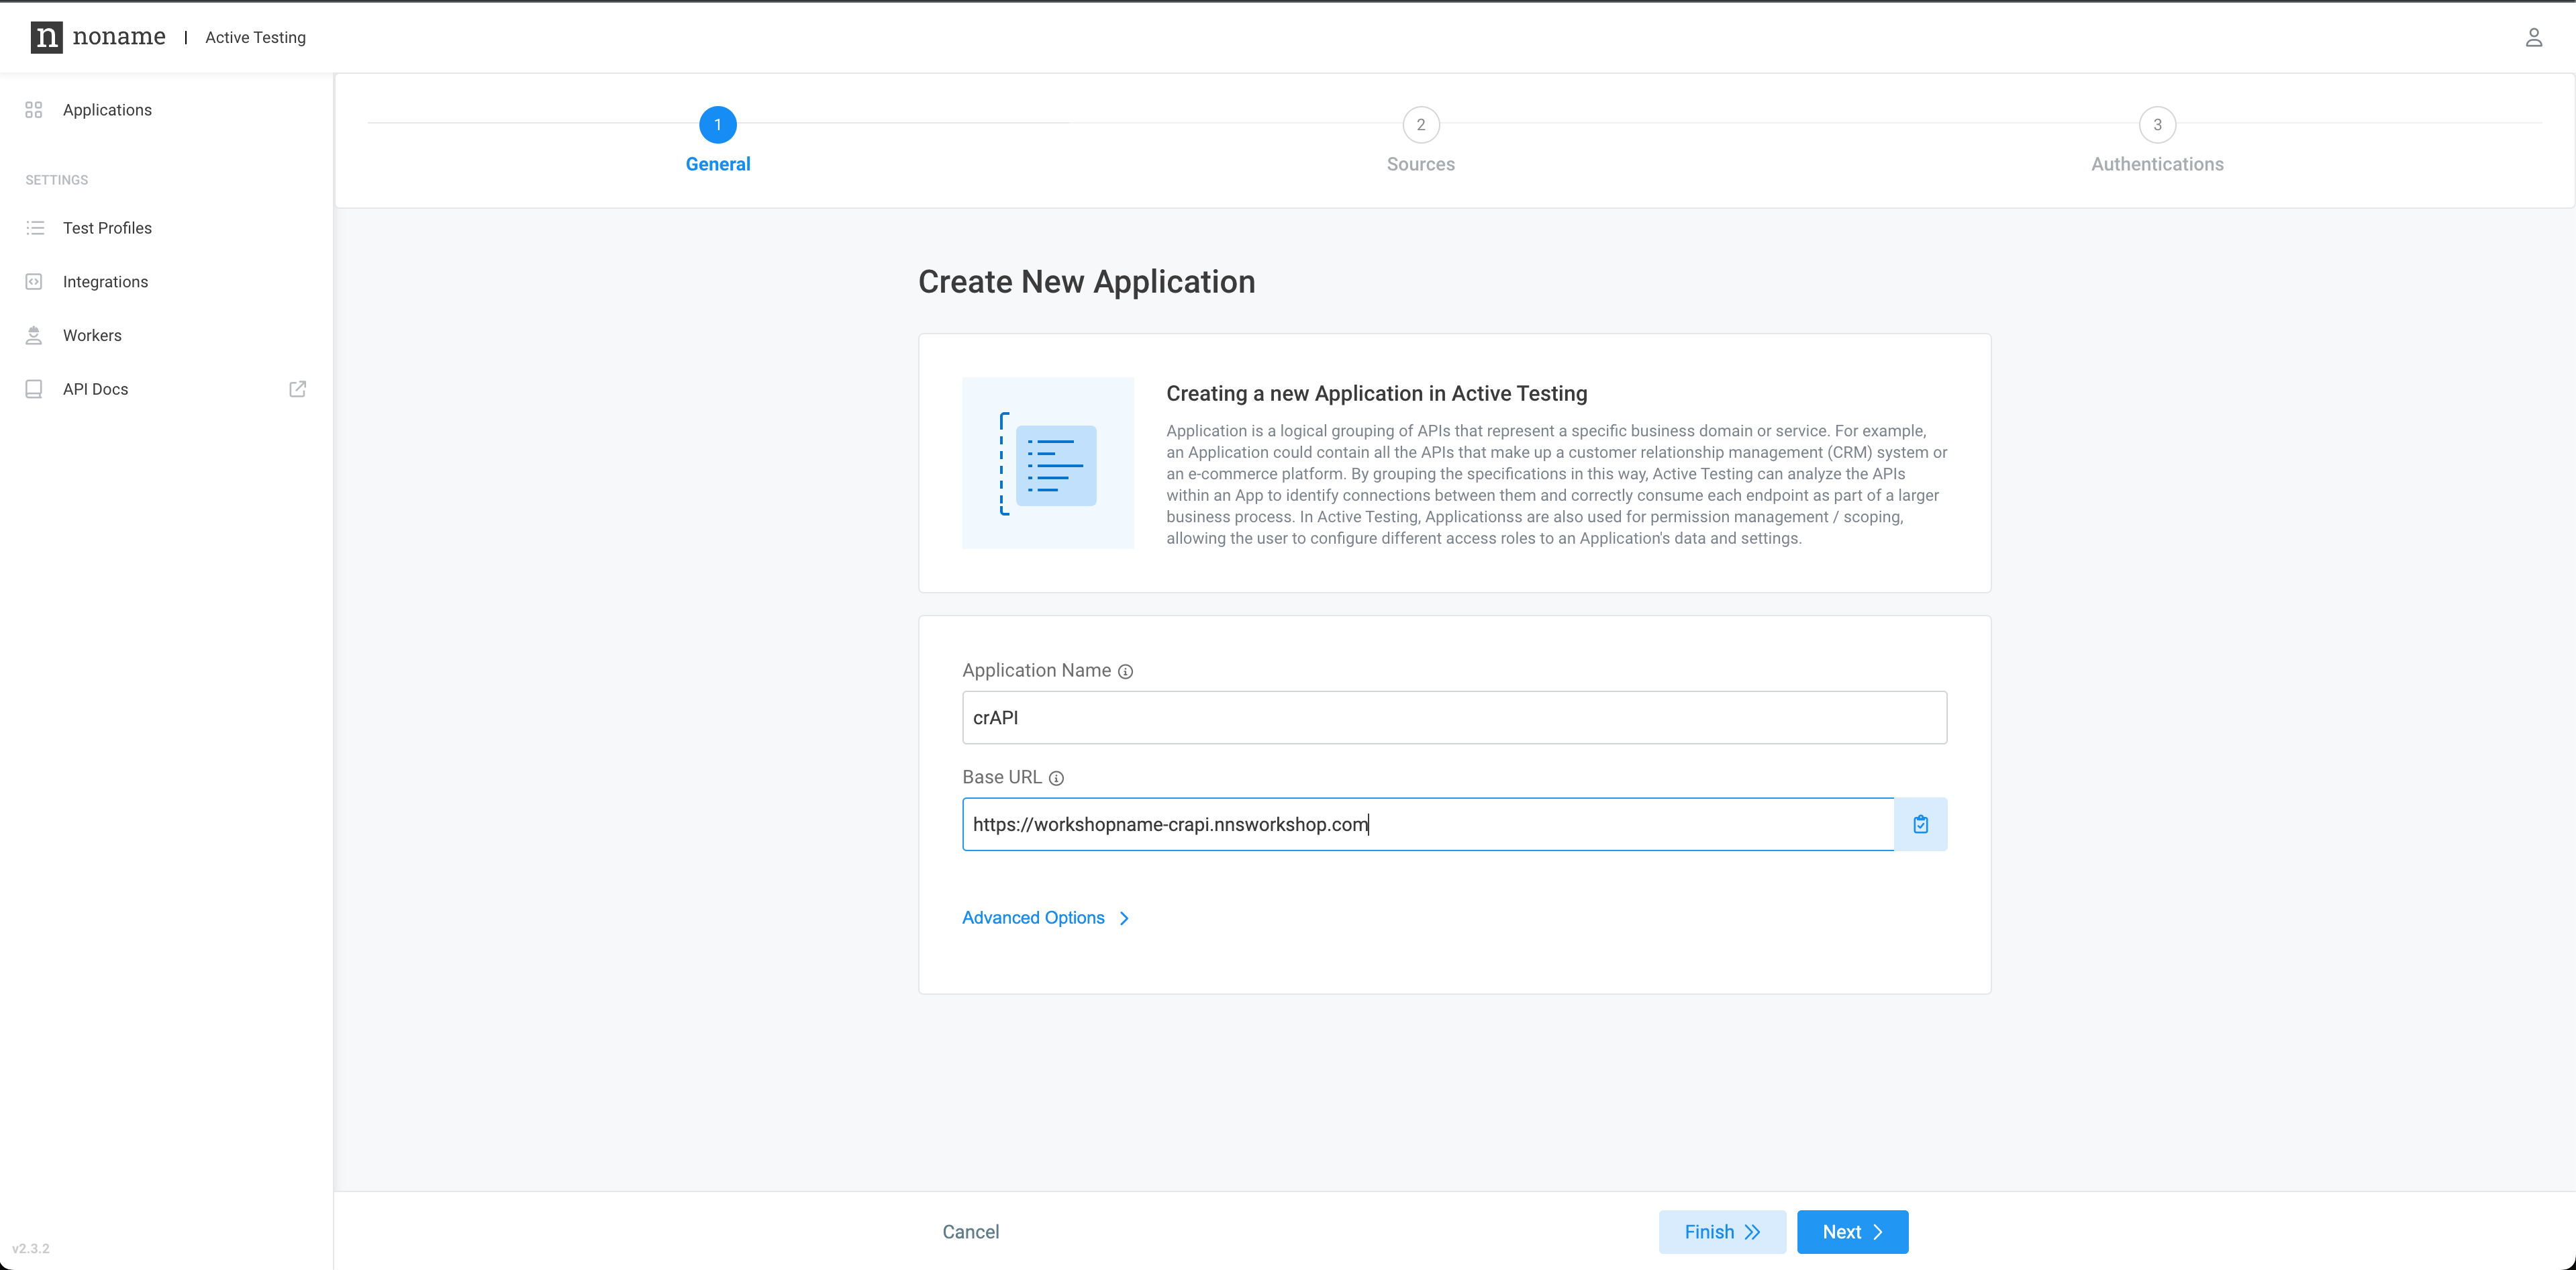 n noname | Active Testing
Applications
SETTINGS
Test Profiles
Integrations
Workers
API Docs
v2.3.2
1
General
2
Sources
3
Authentications
Create New Application
Creating a new Application in Active Testing
Application is a logical grouping of APIs that represent a specific business domain or service. For example,
an Application could contain all the APIs that make up a customer relationship management (CRM) system or
an e-commerce platform. By grouping the specifications in this way, Active Testing can analyze the APIs
within an App to identify connections between them and correctly consume each endpoint as part of a larger
business process. In Active Testing, Applicationss are also used for permission management / scoping,
allowing the user to configure different access roles to an Application's data and settings.
Application Name
crAPI
Base URL
https://workshopname-crapi.nnsworkshop.com
Advanced Options
Cancel
Finish
Next